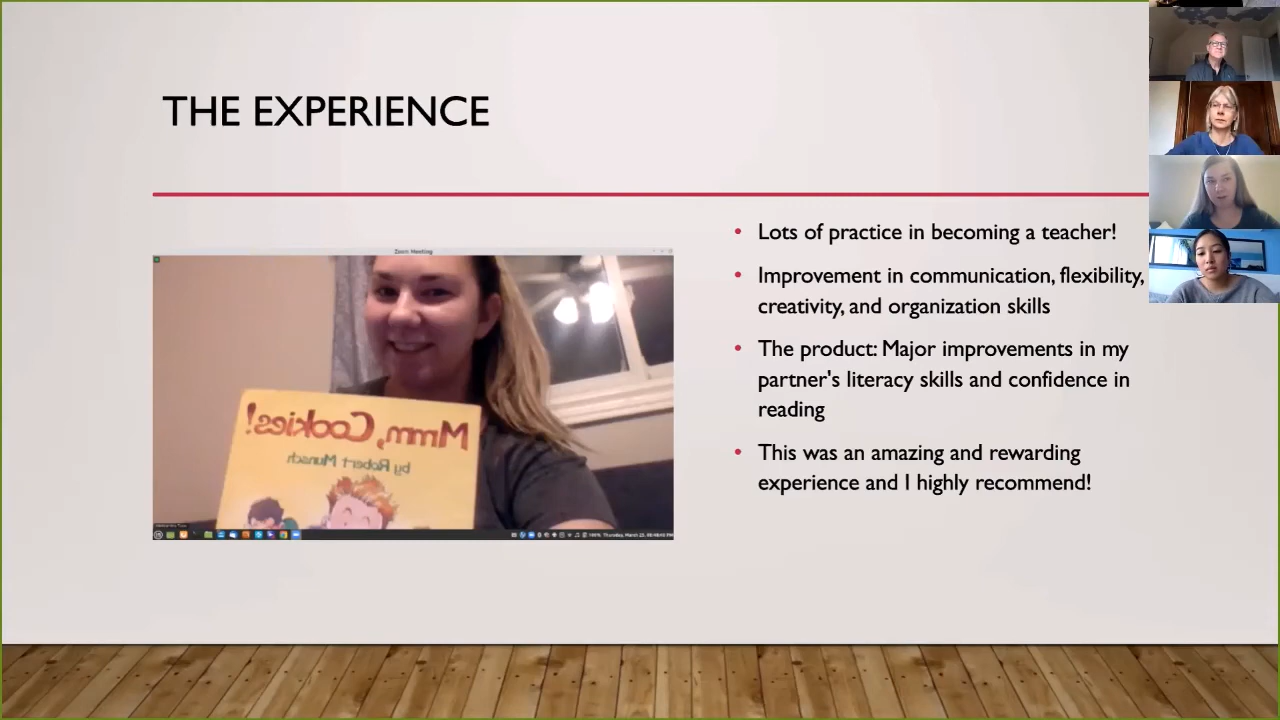 THE EXPERIENCE
Zoom Meeting
Mmm, Cookies!
by Robert Munsch
• Lots of practice in becoming a teacher!
• Improvement in communication, flexibility,
creativity, and organization skills
• The product: Major improvements in my
partner's literacy skills and confidence in
reading
• This was an amazing and rewarding
experience and I highly recommend!